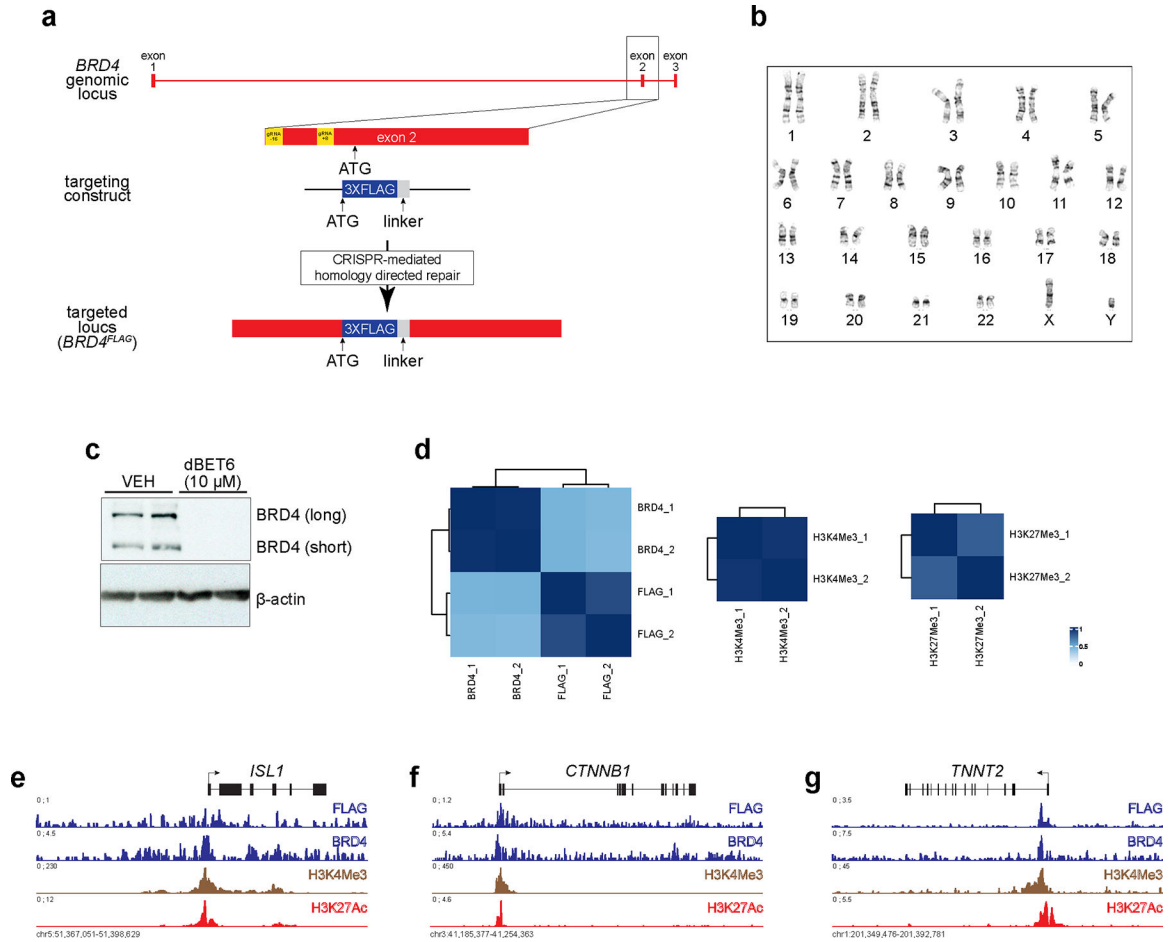 a
BRD4
genomic
locus
exon
1
exon
2
exon
3
gRNA
-16
gRNA
+9
exon 2
ATG
targeting
construct
3XFLAG
ATG
linker
CRISPR-mediated
homology directed repair
targeted
loucs
(BRD4FLAG)
3XFLAG
ATG
linker
b
1
2
3
4
5
6
7
8
9
10
11
12
13
14
15
16
17
18
19
20
21
22
X
Y
c
VEH
dBET6
(10 µM)
BRD4 (long)
BRD4 (short)
β-actin
d
BRD4_1
BRD4_2
FLAG_1
FLAG_2
BRD4_1
BRD4_2
FLAG_1
FLAG_2
H3K4Me3_1
H3K4Me3_2
H3K4Me3_1
H3K4Me3_2
H3K27Me3_1
H3K27Me3_2
H3K27Me3_1
H3K27Me3_2
1
0.5
0
e
ISL1
0 ; 1
FLAG
0 ; 4.5
BRD4
0 ; 230
H3K4Me3
0 ; 12
H3K27Ac
chr5:51,367,051-51,398,629
f
CTNNB1
0 ; 1.2
FLAG
0 ; 6.4
BRD4
0 ; 450
H3K4Me3
0 ; 4.6
H3K27Ac
chr3:41,185,377-41,254,363
g
TNNT2
0 ; 3.5
FLAG
0 ; 7.5
BRD4
0 ; 45
H3K4Me3
0 ; 5.5
H3K27Ac
chr1:201,349,476-201,392,781